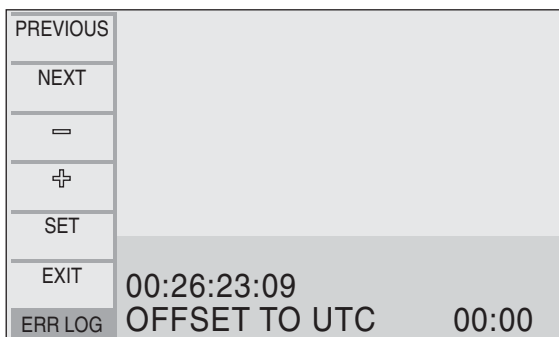 PREVIOUS
NEXT
−
+
SET
EXIT
ERR LOG
00:26:23:09
OFFSET TO UTC 00:00